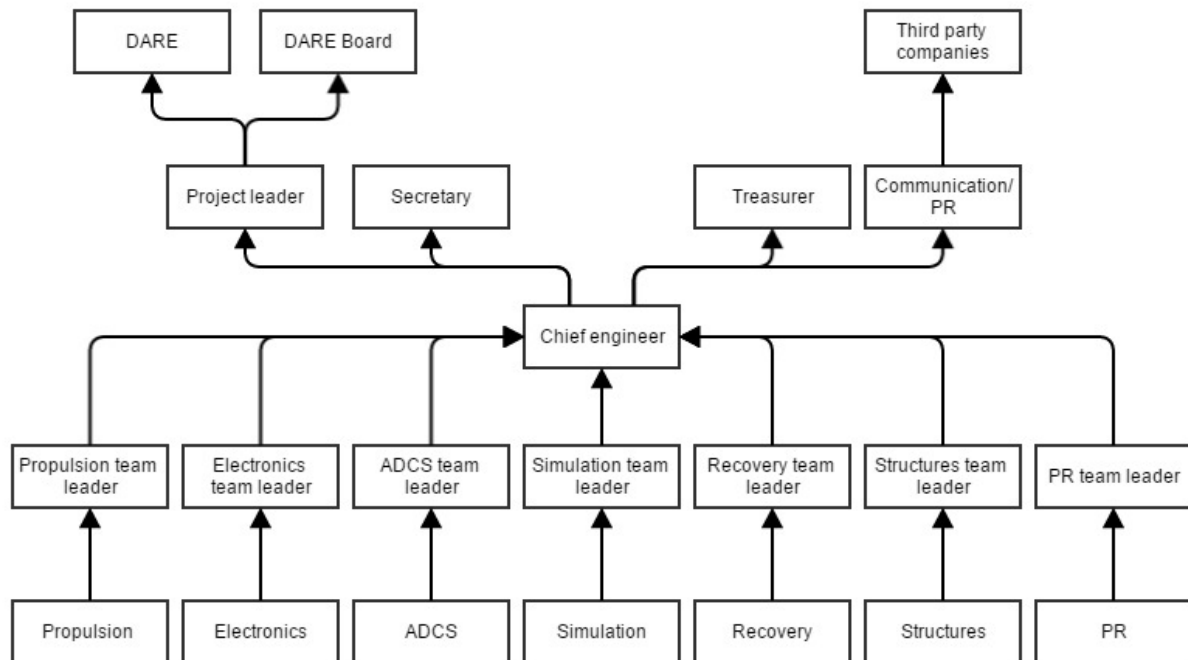 DARE
DARE Board
Third party
companies
Project leader
Secretary
Treasurer
Communication/
PR
Chief engineer
Propulsion team
leader
Electronics
team leader
ADCS team
leader
Simulation team
leader
Recovery team
leader
Structures team
leader
PR team leader
Propulsion
Electronics
ADCS
Simulation
Recovery
Structures
PR